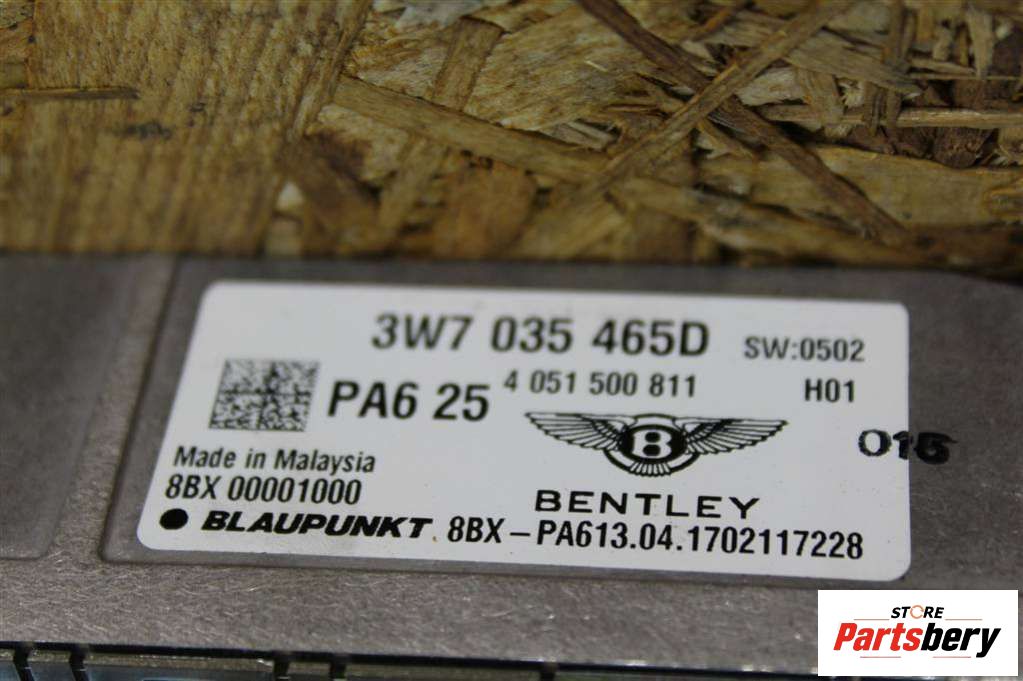 3W7 035 465D SW:0502
PA6 25 4 051 500 811 H01
B
015
Made in Malaysia
8BX 00001000
BENTLEY
BLAUPUNKT 8BX-PA613.04.1702117228
STORE
Partsbery